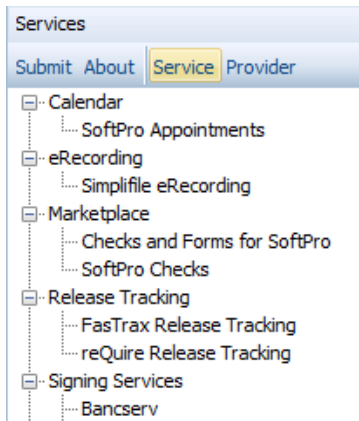 Services
Submit About Service Provider
Calendar
SoftPro Appointments
eRecording
Simplifile eRecording
Marketplace
Checks and Forms for SoftPro
SoftPro Checks
Release Tracking
FasTrax Release Tracking
reQuire Release Tracking
Signing Services
Bancserv